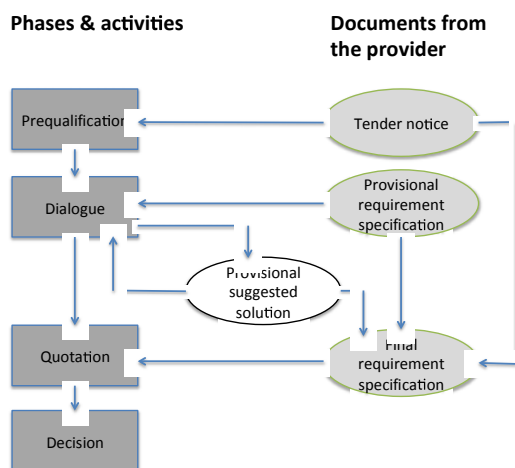 Phases & activities
Documents from
the provider
Prequalification
Tender notice
Dialogue
Provisional
requirement
specification
Provisional
suggested
solution
Quotation
Final
requirement
specification
Decision